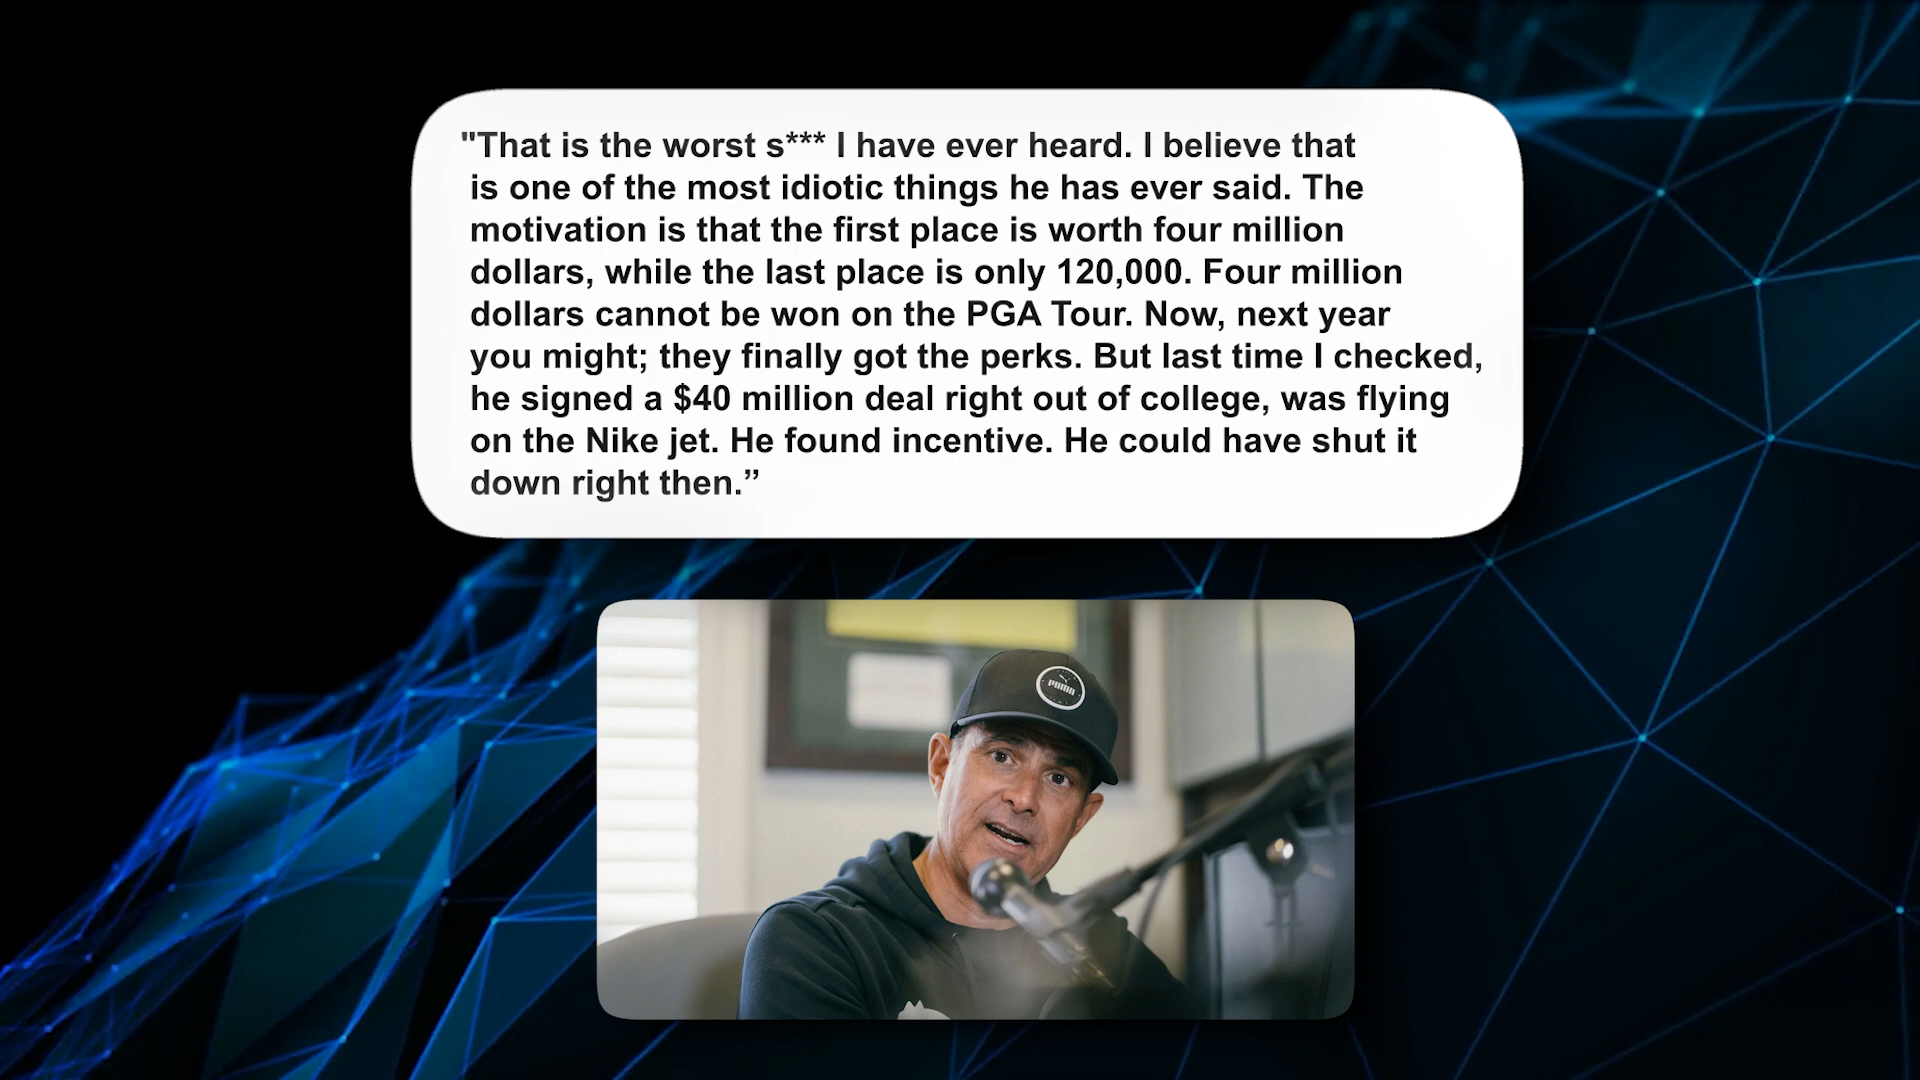 "That is the worst s*** I have ever heard. I believe that
is one of the most idiotic things he has ever said. The
motivation is that the first place is worth four million
dollars, while the last place is only 120,000. Four million
dollars cannot be won on the PGA Tour. Now, next year
you might; they finally got the perks. But last time I checked,
he signed a $40 million deal right out of college, was flying
on the Nike jet. He found incentive. He could have shut it
down right then.”
PUMA